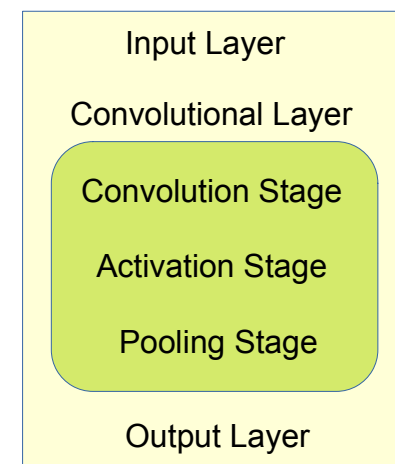 Input Layer
Convolutional Layer
Convolution Stage
Activation Stage
Pooling Stage
Output Layer